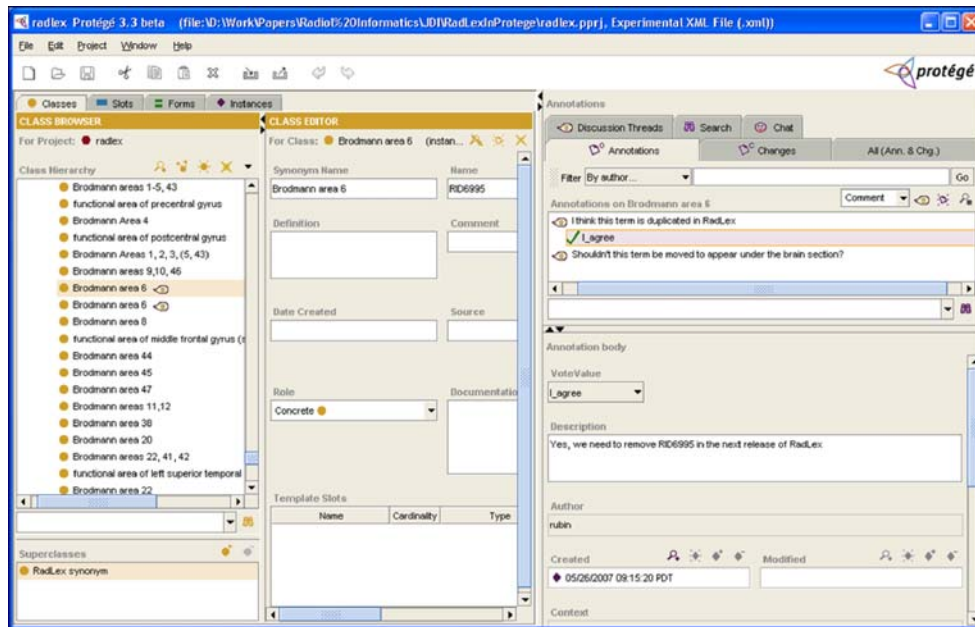 radlex Protégé 3.3 beta (file:\D:\Work\Papers\Radiol%20Informatics\JDI\RadLexInProtege\radlex.pprj, Experimental XML File (.xml))
File Edit Project Window Help
protégé
Classes Slots Forms Instances
CLASS BROWSER
For Project: radlex
Class Hierarchy
Brodmann areas 1-5, 43
functional area of precentral gyrus
Brodmann Area 4
functional area of postcentral gyrus
Brodmann Areas 1, 2, 3, (5, 43)
Brodmann areas 9,10, 46
Brodmann area 6
Brodmann area 6
Brodmann area 8
functional area of middle frontal gyrus (s
Brodmann area 44
Brodmann area 45
Brodmann area 47
Brodmann areas 11,12
Brodmann area 38
Brodmann area 20
Brodmann areas 22, 41, 42
functional area of left superior temporal
Brodmann area 22
Superclasses
RadLex synonym
CLASS EDITOR
For Class: Brodmann area 6 (instan...
Synonym Name Name
Brodmann area 6 RID6995
Definition Comment
Date Created Source
Role Documentatio
Concrete
Template Slots
Name Cardinality Type
Annotations
Discussion Threads Search Chat
Annotations Changes All (Ann. & Chg.)
Filter By author... Go
Annotations on Brodmann area 6 Comment
I think this term is duplicated in RadLex
I_agree
Shouldn't this term be moved to appear under the brain section?
Annotation body
VoteValue
I_agree
Description
Yes, we need to remove RID6995 in the next release of RadLex
Author
rubin
Created Modified
05/26/2007 09:15:20 PDT
Context